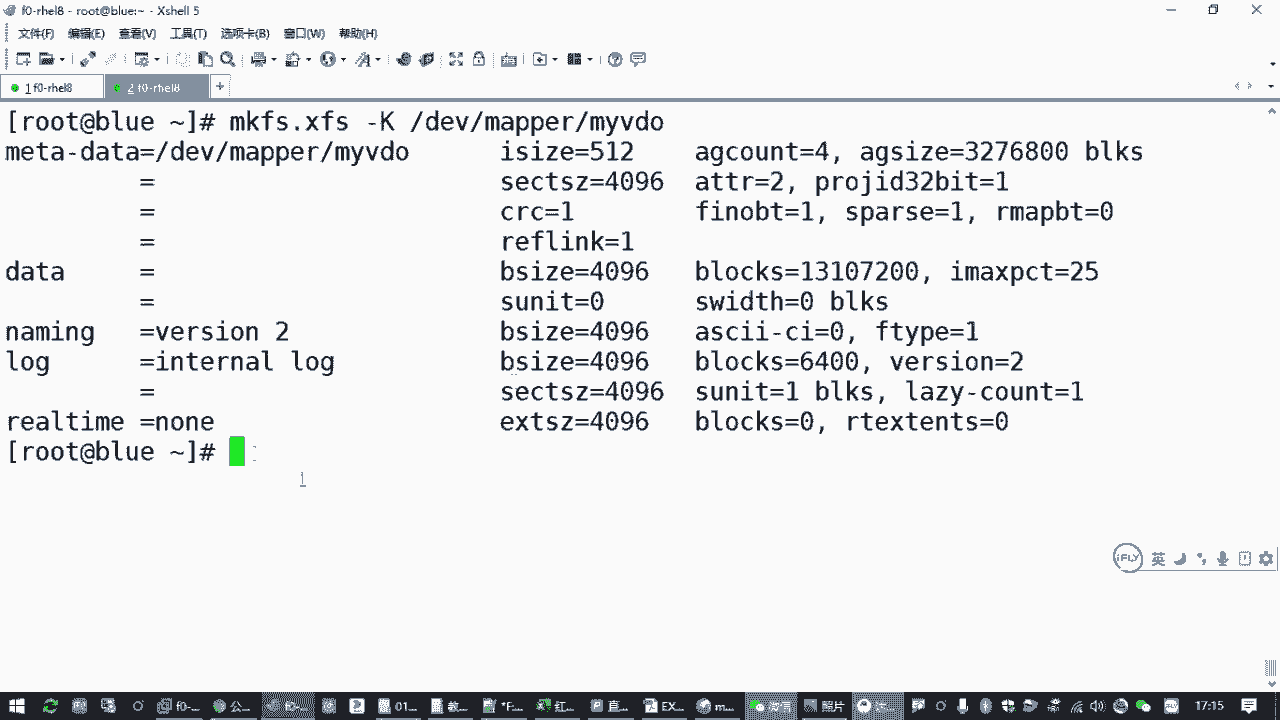 f0-rhel8 - root@blue:~ - Xshell 5
文件(F) 编辑(E) 查看(V) 工具(T) 选项卡(B) 窗口(W) 帮助(H)
1 f0-rhel8 2 f0-rhel8 +
[root@blue ~]# mkfs.xfs -K /dev/mapper/myvdo
meta-data=/dev/mapper/myvdo isize=512 agcount=4, agsize=3276800 blks
= sectsz=4096 attr=2, projid32bit=1
= crc=1 finobt=1, sparse=1, rmapbt=0
= reflink=1
data = bsize=4096 blocks=13107200, imaxpct=25
= sunit=0 swidth=0 blks
naming =version 2 bsize=4096 ascii-ci=0, ftype=1
log =internal log bsize=4096 blocks=6400, version=2
= sectsz=4096 sunit=1 blks, lazy-count=1
realtime =none extsz=4096 blocks=0, rtextents=0
[root@blue ~]#
iFLY 英
f0-... 01... EX... m... 照片 17:15